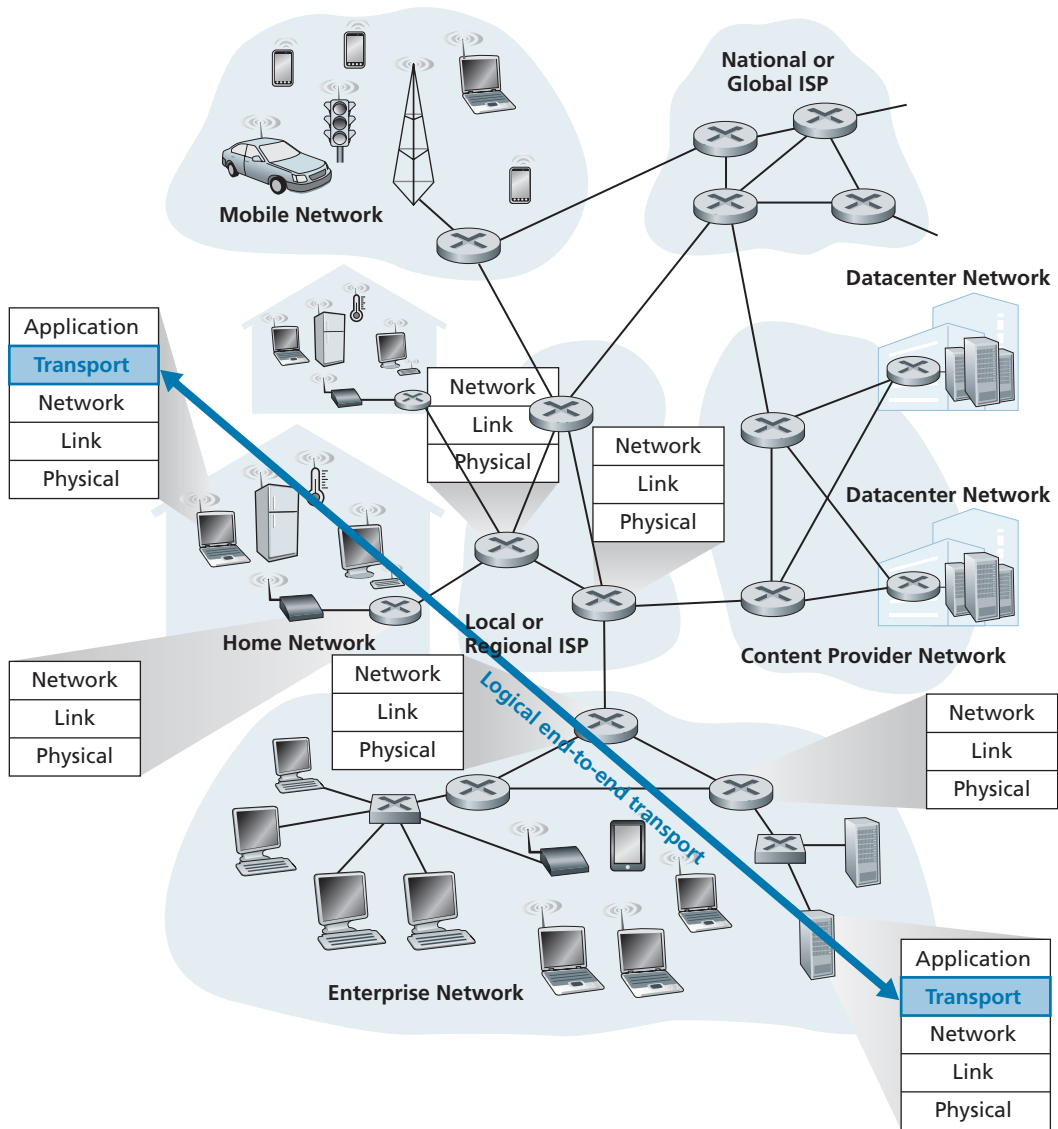 National or
Global ISP
Mobile Network
Datacenter Network
Application
Transport
Network
Link
Physical
Network
Link
Physical
Network
Link
Physical
Datacenter Network
Home Network
Local or
Regional ISP
Content Provider Network
Network
Link
Physical
Network
Link
Physical
Logical end-to-end transport
Network
Link
Physical
Enterprise Network
Application
Transport
Network
Link
Physical